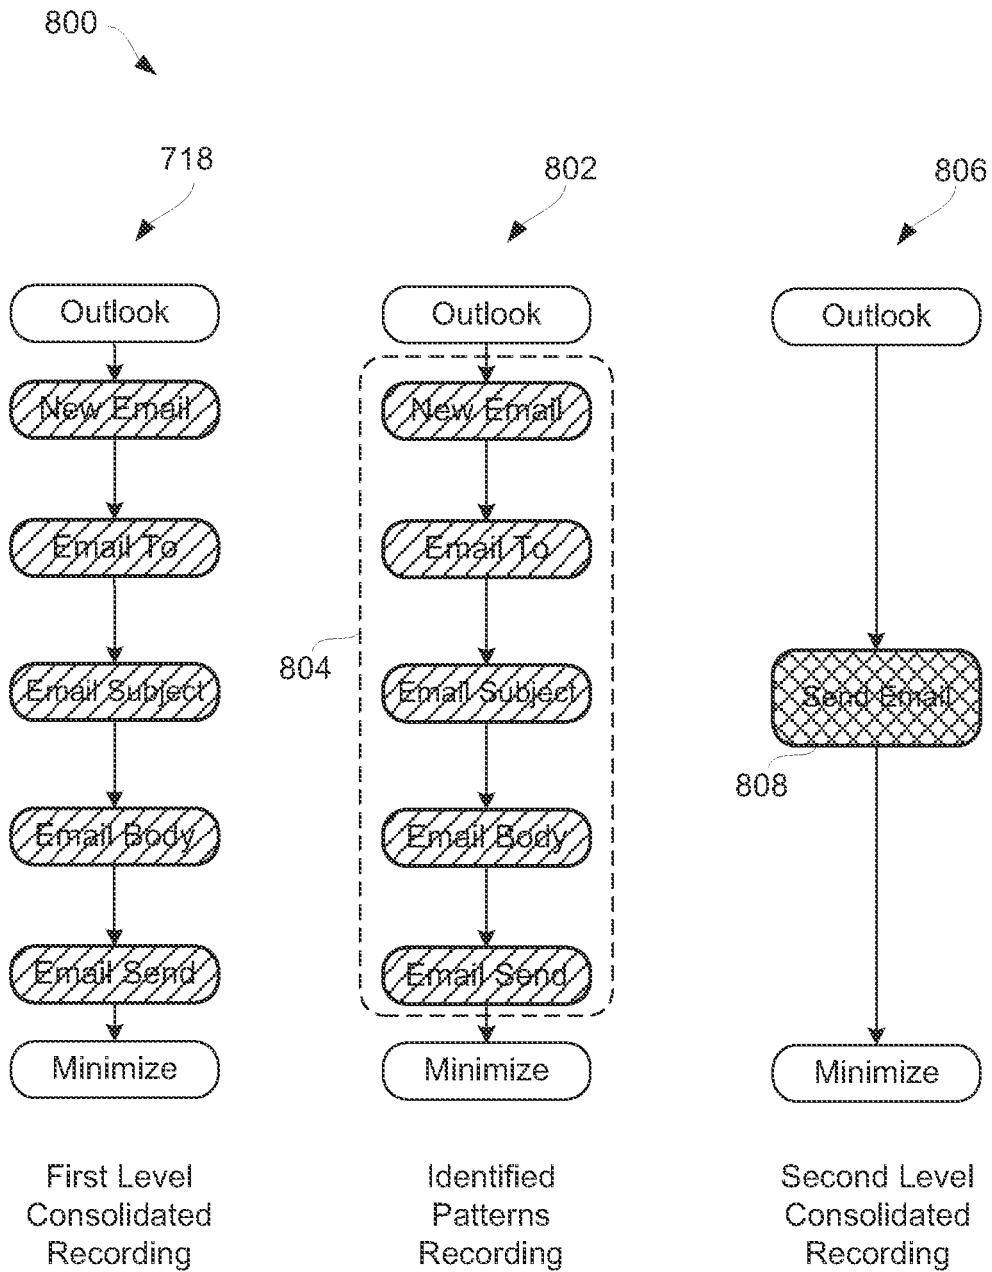 800
718
802
806
Outlook
New Email
Email To
Email Subject
Email Body
Email Send
Minimize
First Level
Consolidated
Recording
Outlook
New Email
Email To
804
Email Subject
Email Body
Email Send
Minimize
Identified
Patterns
Recording
Outlook
Send Email
808
Minimize
Second Level
Consolidated
Recording